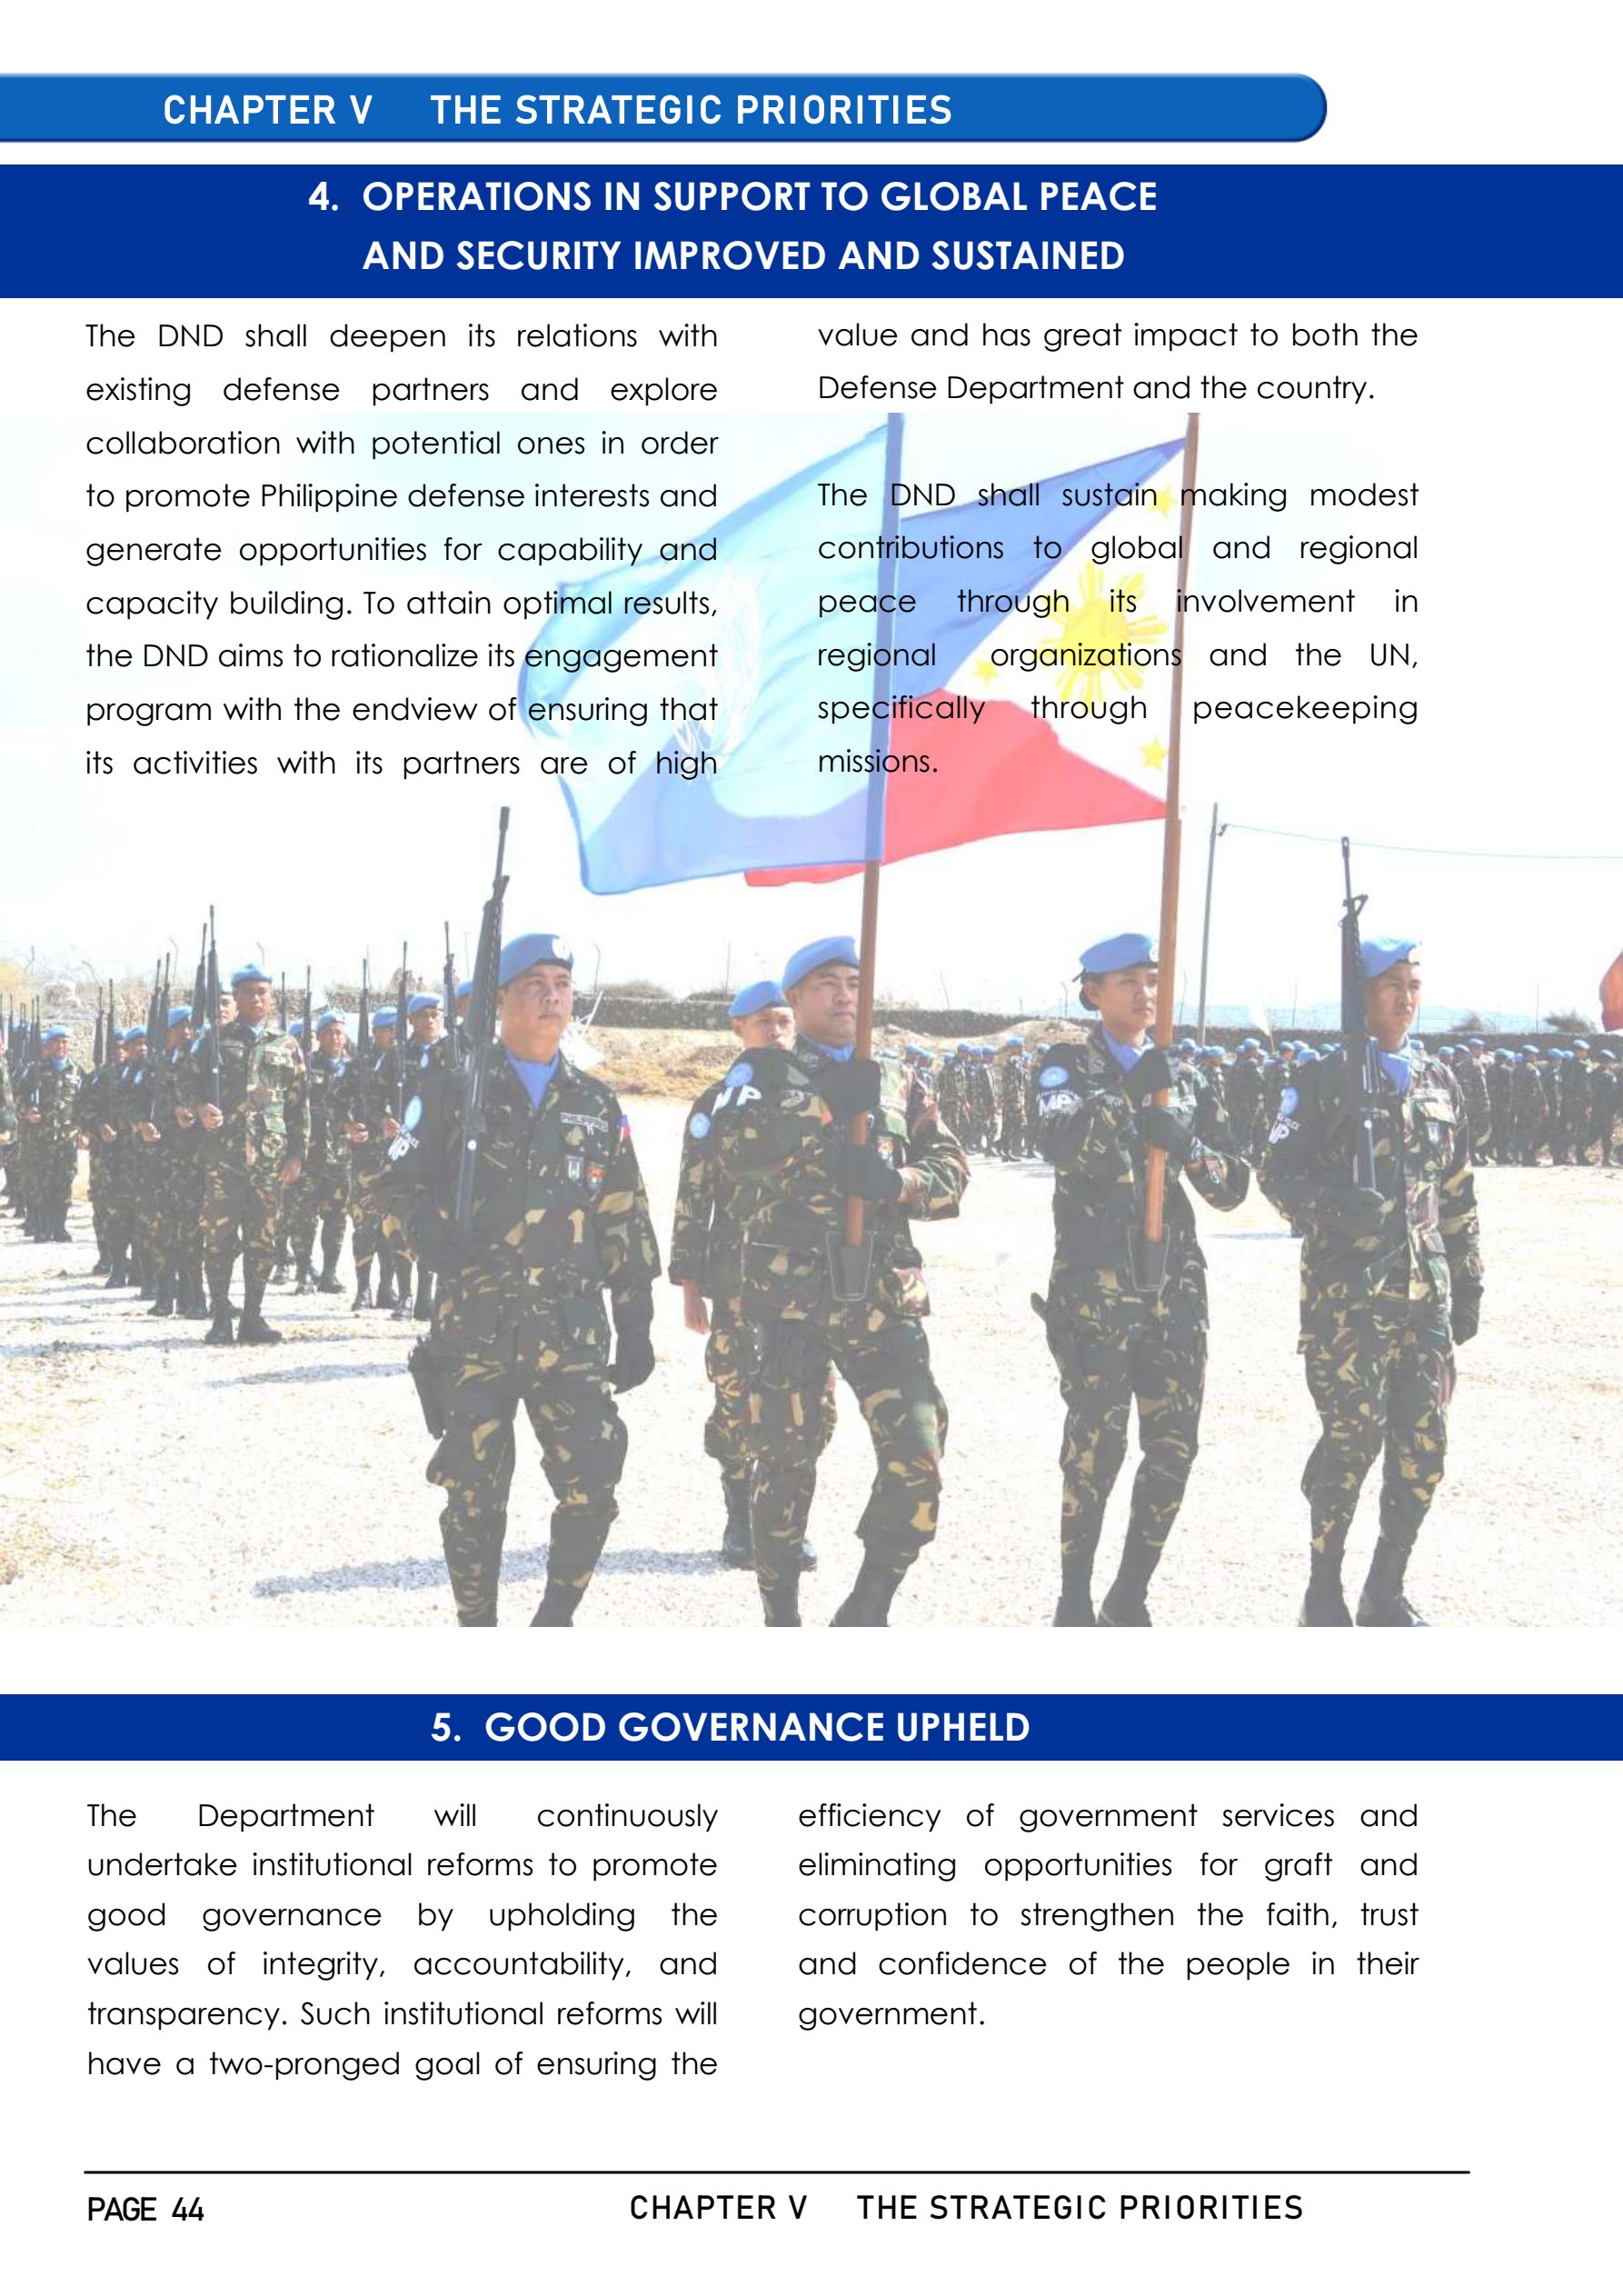 CHAPTER V THE STRATEGIC PRIORITIES
4. OPERATIONS IN SUPPORT TO GLOBAL PEACE
AND SECURITY IMPROVED AND SUSTAINED
The DND shall deepen its relations with
existing defense partners and explore
collaboration with potential ones in order
to promote Philippine defense interests and
generate opportunities for capability and
capacity building. To attain optimal results,
the DND aims to rationalize its engagement
program with the endview of ensuring that
its activities with its partners are of high
value and has great impact to both the
Defense Department and the country.
The DND shall sustain making modest
contributions to global and regional
peace through its involvement in
regional organizations and the UN,
specifically through peacekeeping
missions.
MP
MP
MP
MP
5. GOOD GOVERNANCE UPHELD
The Department will continuously
undertake institutional reforms to promote
good governance by upholding the
values of integrity, accountability, and
transparency. Such institutional reforms will
have a two-pronged goal of ensuring the
efficiency of government services and
eliminating opportunities for graft and
corruption to strengthen the faith, trust
and confidence of the people in their
government.
PAGE 44
CHAPTER V THE STRATEGIC PRIORITIES